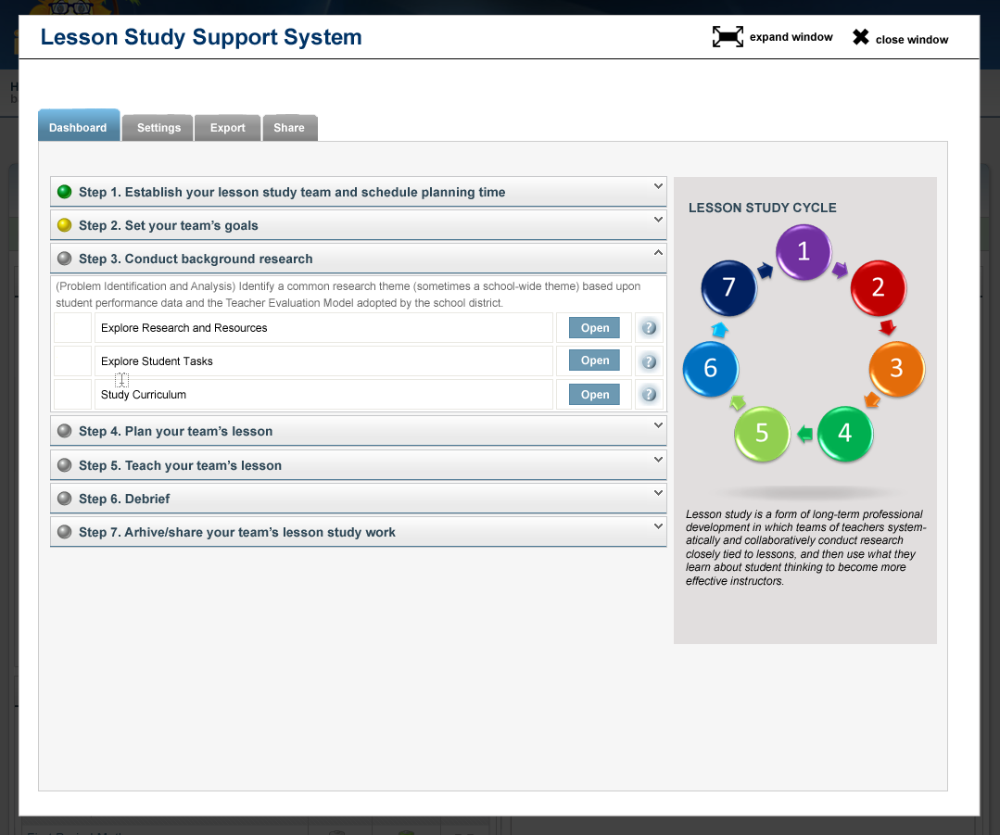 Lesson Study Support System
expand window
close window
Dashboard
Settings
Export
Share
Step 1. Establish your lesson study team and schedule planning time
Step 2. Set your team’s goals
Step 3. Conduct background research
(Problem Identification and Analysis) Identify a common research theme (sometimes a school-wide theme) based upon
student performance data and the Teacher Evaluation Model adopted by the school district.
Explore Research and Resources
Open
?
Explore Student Tasks
Open
?
Study Curriculum
Open
?
Step 4. Plan your team’s lesson
Step 5. Teach your team’s lesson
Step 6. Debrief
Step 7. Arhive/share your team’s lesson study work
LESSON STUDY CYCLE
1
2
3
4
5
6
7
Lesson study is a form of long-term professional
development in which teams of teachers system-
atically and collaboratively conduct research
closely tied to lessons, and then use what they
learn about student thinking to become more
effective instructors.